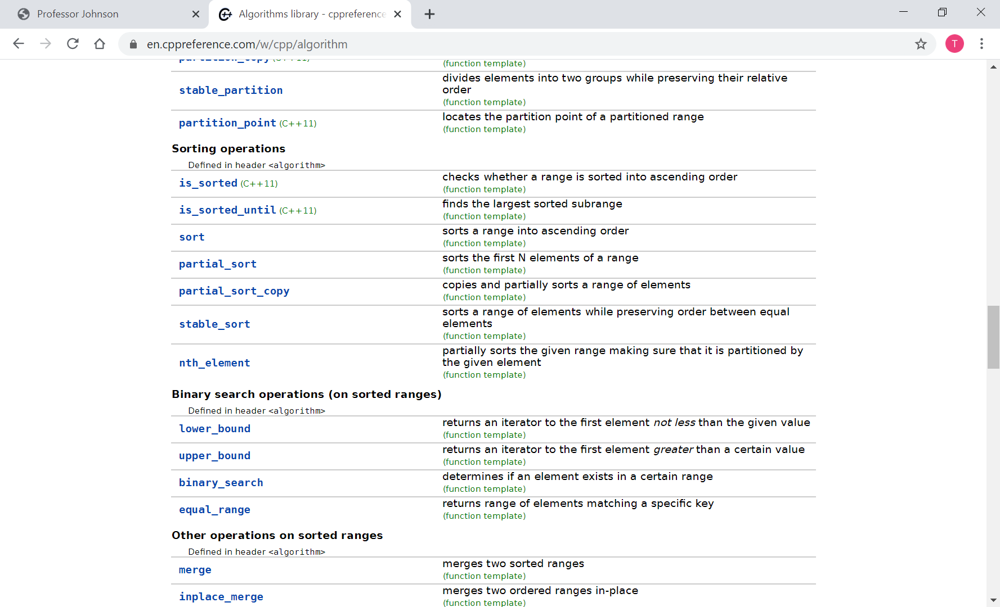 Professor Johnson
Algorithms library - cppreference
en.cppreference.com/w/cpp/algorithm
T
partition_copy (C++11)
(function template)
stable_partition
divides elements into two groups while preserving their relative
order
(function template)
partition_point (C++11)
locates the partition point of a partitioned range
(function template)
Sorting operations
Defined in header <algorithm>
is_sorted (C++11)
checks whether a range is sorted into ascending order
(function template)
is_sorted_until (C++11)
finds the largest sorted subrange
(function template)
sort
sorts a range into ascending order
(function template)
partial_sort
sorts the first N elements of a range
(function template)
partial_sort_copy
copies and partially sorts a range of elements
(function template)
stable_sort
sorts a range of elements while preserving order between equal
elements
(function template)
nth_element
partially sorts the given range making sure that it is partitioned by
the given element
(function template)
Binary search operations (on sorted ranges)
Defined in header <algorithm>
lower_bound
returns an iterator to the first element not less than the given value
(function template)
upper_bound
returns an iterator to the first element greater than a certain value
(function template)
binary_search
determines if an element exists in a certain range
(function template)
equal_range
returns range of elements matching a specific key
(function template)
Other operations on sorted ranges
Defined in header <algorithm>
merge
merges two sorted ranges
(function template)
inplace_merge
merges two ordered ranges in-place
(function template)